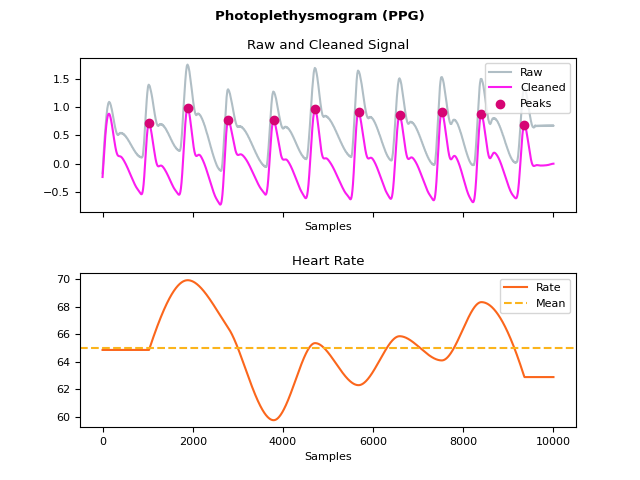 Photoplethysmogram (PPG)
Raw and Cleaned Signal
1.5
1.0
0.5
0.0
−0.5
Raw
Cleaned
Peaks
Samples
Heart Rate
70
68
66
64
62
60
Rate
Mean
0
2000
4000
6000
8000
10000
Samples